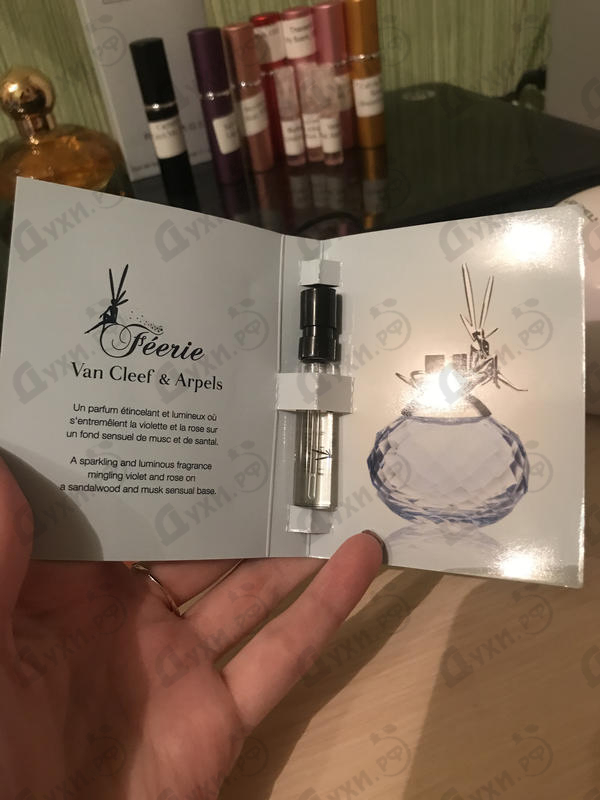 Féerie
Van Cleef & Arpels
Un parfum étincelant et lumineux où
s'entremêlent la violette et la rose sur
un fond sensuel de musc et de santal.
A sparkling and luminous fragrance
mingling violet and rose on
a sandalwood and musk sensual base.
Духи.рф